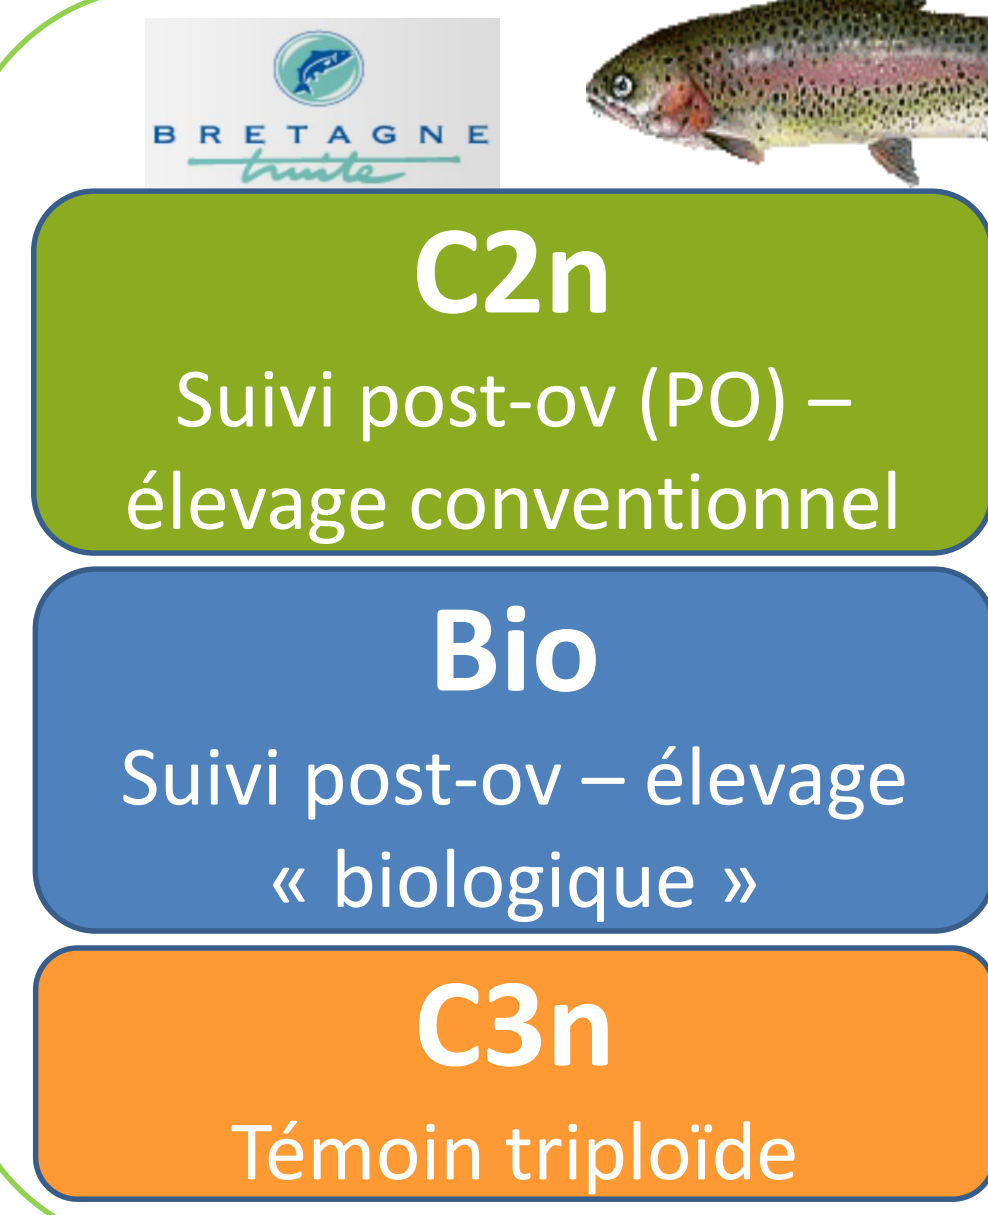 BRETAGNE
truite
C2n
Suivi post-ov (PO) –
élevage conventionnel
Bio
Suivi post-ov – élevage
« biologique »
C3n
Témoin triploïde